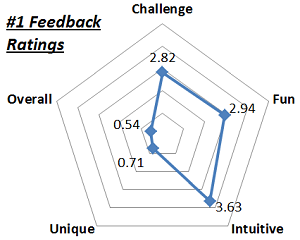 #1 Feedback
Ratings
Challenge
2.82
Overall
Fun
2.94
0.54
0.71
3.63
Unique
Intuitive